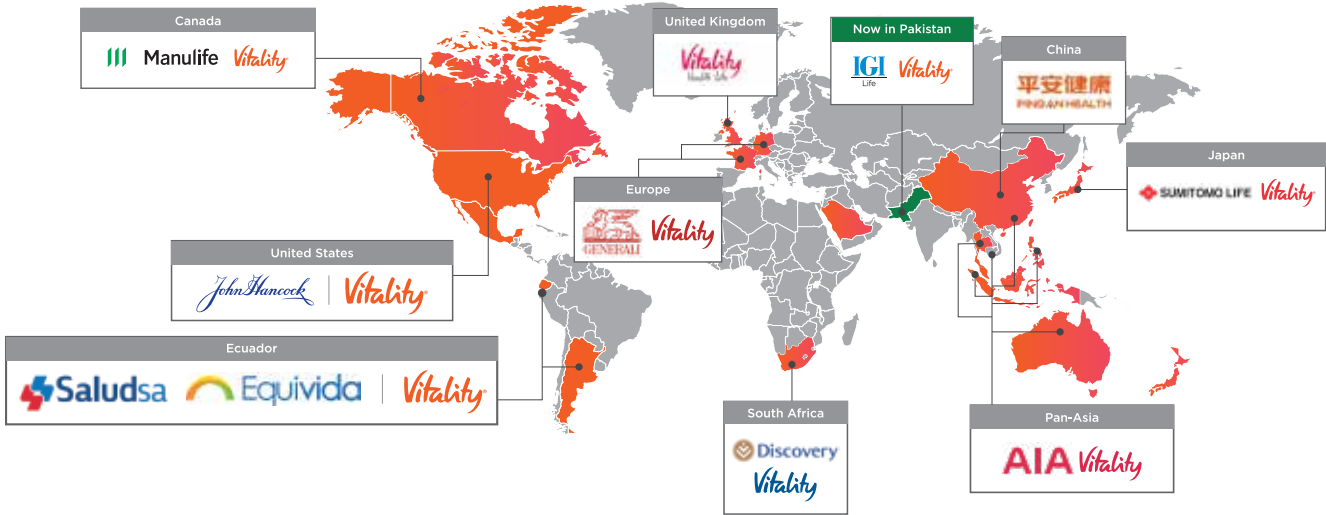 Canada
Manulife Vitality
United Kingdom
Vitality
Health Life
Now in Pakistan
IGI
Life
Vitality
China
平安健康
PING AN HEALTH
Japan
SUMITOMO LIFE Vitality
Europe
GENERALI
Vitality
United States
John Hancock Vitality
Ecuador
Saludsa Equivida Vitality
South Africa
Discovery
Vitality
Pan-Asia
AIA Vitality